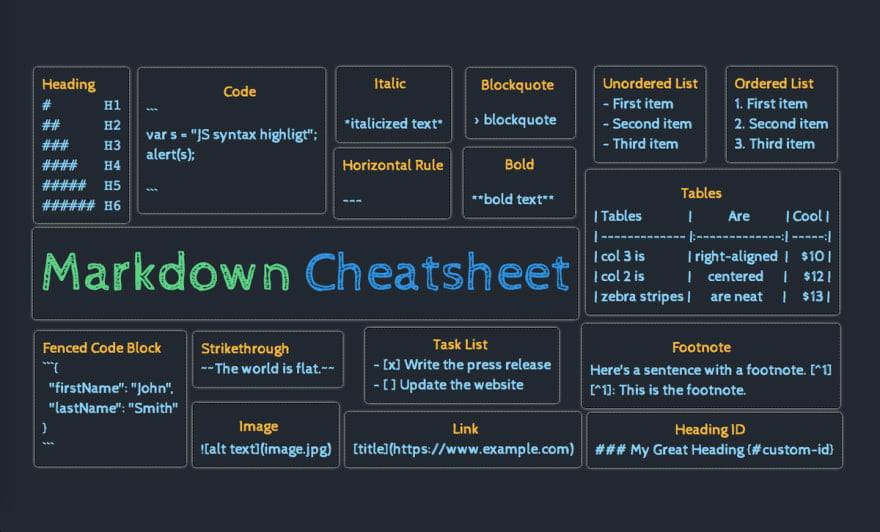 Heading
# H1
## H2
### H3
#### H4
##### H5
###### H6
Code
```
var s = "JS syntax highligt";
alert(s);
```
Italic
*italicized text*
Blockquote
› blockquote
Unordered List
- First item
- Second item
- Third item
Ordered List
1. First item
2. Second item
3. Third item
Horizontal Rule
---
Bold
**bold text**
Tables
| Tables | Are | Cool |
| ------------- |:-------------:| -----:|
| col 3 is | right-aligned | $10 |
| col 2 is | centered | $12 |
| zebra stripes | are neat | $13 |
Markdown Cheatsheet
Fenced Code Block
```{
"firstName": "John",
"lastName": "Smith"
}
```
Strikethrough
~~The world is flat.~~
Task List
- [x] Write the press release
- [ ] Update the website
Footnote
Here's a sentence with a footnote. [^1]
[^1]: This is the footnote.
Image
![alt text](image.jpg)
Link
[title](https://www.example.com)
Heading ID
### My Great Heading {#custom-id}